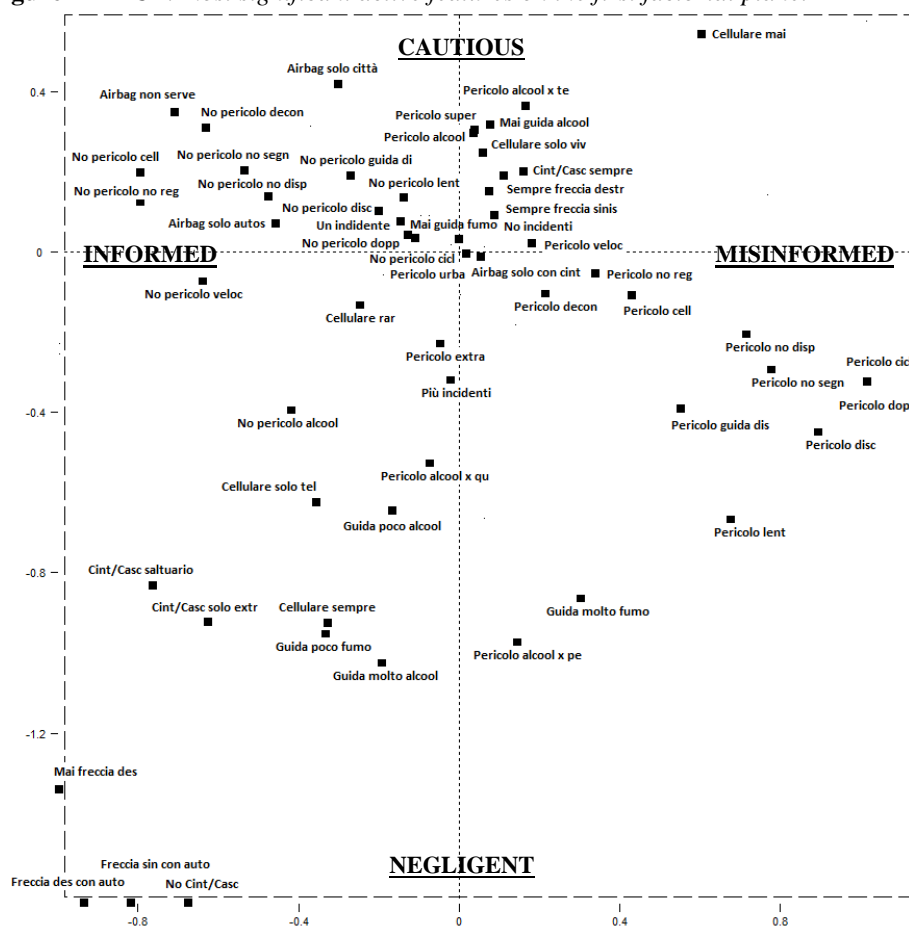 Cellulare mai
CAUTIOUS
Airbag solo città
0.4
Airbag non serve
Pericolo alcool x te
No pericolo decon
Pericolo super
Mai guida alcool
Pericolo alcool
Cellulare solo viv
No pericolo cell
No pericolo no segn
No pericolo guida di
Cint/Casc sempre
No pericolo no disp
No pericolo lent
No pericolo no reg
Sempre freccia destr
No pericolo disc
Sempre freccia sinis
Airbag solo autos
Un indidente
Mai guida fumo
No incidenti
No pericolo dopp
Pericolo veloc
0
INFORMED
MISINFORMED
No pericolo cicl
Pericolo urba
Airbag solo con cint
Pericolo no reg
No pericolo veloc
Pericolo decon
Pericolo cell
Cellulare rar
Pericolo extra
Pericolo no disp
Pericolo cic
Pericolo no segn
Più incidenti
Pericolo dop
-0.4
No pericolo alcool
Pericolo guida dis
Pericolo disc
Pericolo alcool x qu
Cellulare solo tel
Guida poco alcool
Pericolo lent
-0.8
Cint/Casc saltuario
Cint/Casc solo extr
Cellulare sempre
Guida molto fumo
Guida poco fumo
Pericolo alcool x pe
Guida molto alcool
-1.2
Mai freccia des
Freccia sin con auto
NEGLIGENT
Freccia des con auto
No Cint/Casc
-0.8
-0.4
0
0.4
0.8